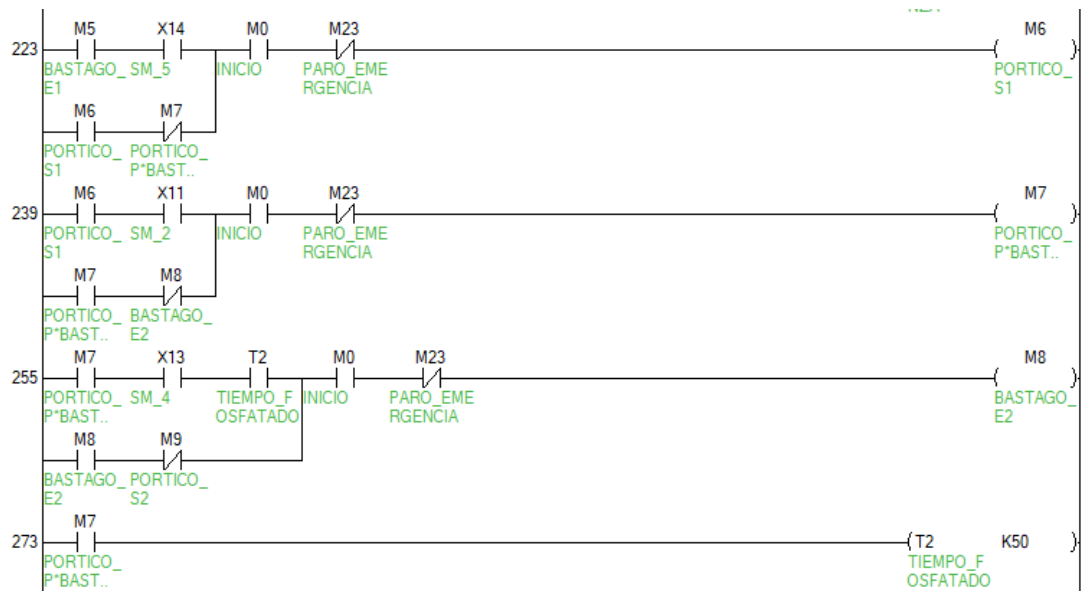 M5 X14 M0 M23 M6
223
BASTAGO_ SM_5 INICIO PARO_EME PORTICO_
E1 RGENCIA S1
M6 M7
PORTICO_ PORTICO_
S1 P*BAST..
M6 X11 M0 M23 M7
239
PORTICO_ SM_2 INICIO PARO_EME PORTICO_
S1 RGENCIA P*BAST..
M7 M8
PORTICO_ BASTAGO_
P*BAST.. E2
M7 X13 T2 M0 M23 M8
255
PORTICO_ SM_4 TIEMPO_F INICIO PARO_EME BASTAGO_
P*BAST.. OSFATADO RGENCIA E2
M8 M9
BASTAGO_ PORTICO_
E2 S2
M7
273 T2 K50
PORTICO_ TIEMPO_F
P*BAST.. OSFATADO